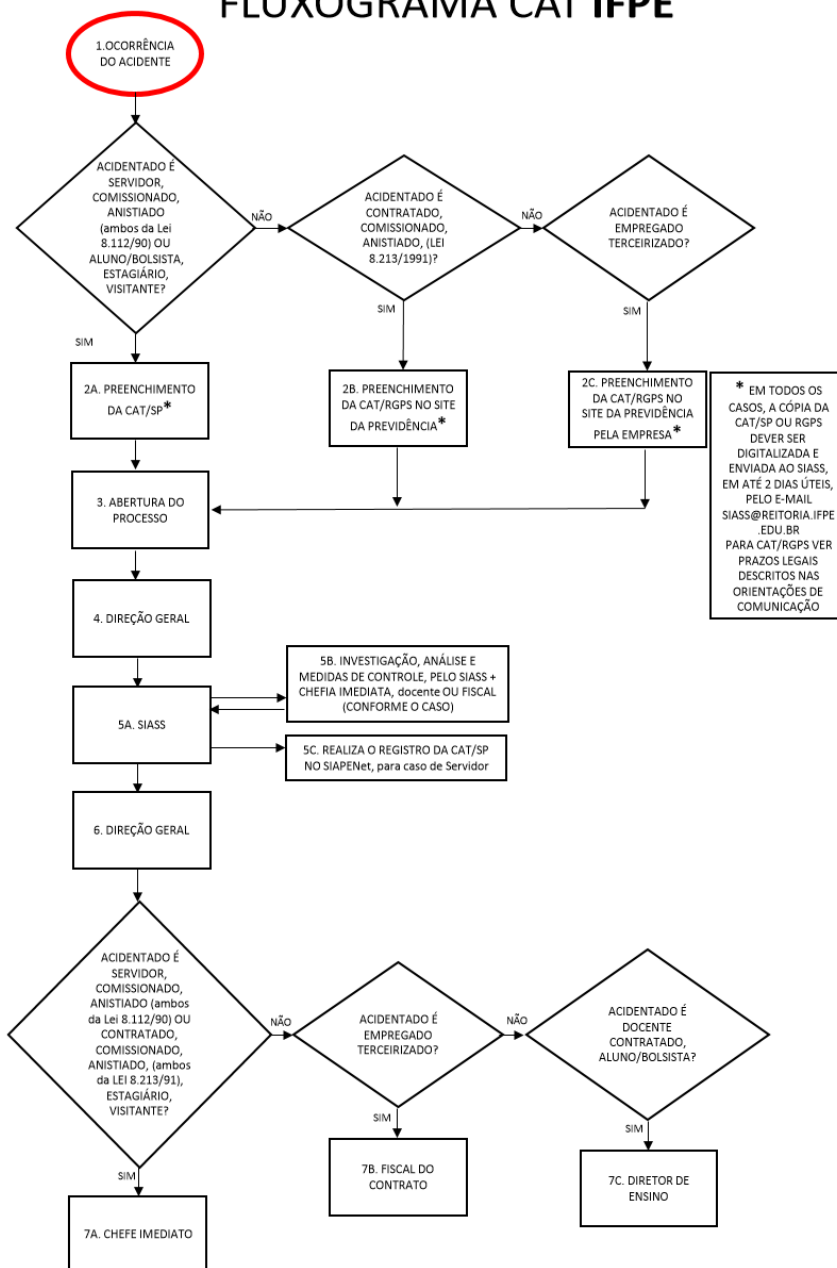 FLUXOGRAMA CAT IFPE
1.OCORRÊNCIA
DO ACIDENTE
ACIDENTADO É
SERVIDOR,
COMISSIONADO,
ANISTIADO
(ambos da Lei
8.112/90) OU
ALUNO/BOLSISTA,
ESTAGIÁRIO,
VISITANTE?
NÃO
ACIDENTADO É
CONTRATADO,
COMISSIONADO,
ANISTIADO, (LEI
8.213/1991)?
NÃO
ACIDENTADO É
EMPREGADO
TERCEIRIZADO?
SIM
SIM
SIM
2A. PREENCHIMENTO
DA CAT/SP*
2B. PREENCHIMENTO
DA CAT/RGPS NO SITE
DA PREVIDÊNCIA*
2C. PREENCHIMENTO
DA CAT/RGPS NO
SITE DA PREVIDÊNCIA
PELA EMPRESA*
* EM TODOS OS
CASOS, A CÓPIA DA
CAT/SP OU RGPS
DEVER SER
DIGITALIZADA E
ENVIADA AO SIASS,
EM ATÉ 2 DIAS ÚTEIS,
PELO E-MAIL
SIASS@REITORIA.IFPE
.EDU.BR
PARA CAT/RGPS VER
PRAZOS LEGAIS
DESCRITOS NAS
ORIENTAÇÕES DE
COMUNICAÇÃO
3. ABERTURA DO
PROCESSO
4. DIREÇÃO GERAL
5A. SIASS
5B. INVESTIGAÇÃO, ANÁLISE E
MEDIDAS DE CONTROLE, PELO SIASS +
CHEFIA IMEDIATA, docente OU FISCAL
(CONFORME O CASO)
5C. REALIZA O REGISTRO DA CAT/SP
NO SIAPENet, para caso de Servidor
6. DIREÇÃO GERAL
ACIDENTADO É
SERVIDOR,
COMISSIONADO,
ANISTIADO (ambos
da Lei 8.112/90) OU
CONTRATADO,
COMISSIONADO,
ANISTIADO, (ambos
da LEI 8.213/91),
ESTAGIÁRIO,
VISITANTE?
NÃO
ACIDENTADO É
EMPREGADO
TERCEIRIZADO?
NÃO
ACIDENTADO É
DOCENTE
CONTRATADO,
ALUNO/BOLSISTA?
SIM
SIM
SIM
7A. CHEFE IMEDIATO
7B. FISCAL DO
CONTRATO
7C. DIRETOR DE
ENSINO